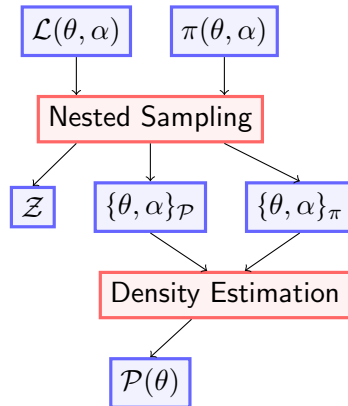 ℒ(θ, α) π(θ, α)
Nested Sampling
𝒵 {θ, α}_𝒫 {θ, α}_π
Density Estimation
𝒫(θ)